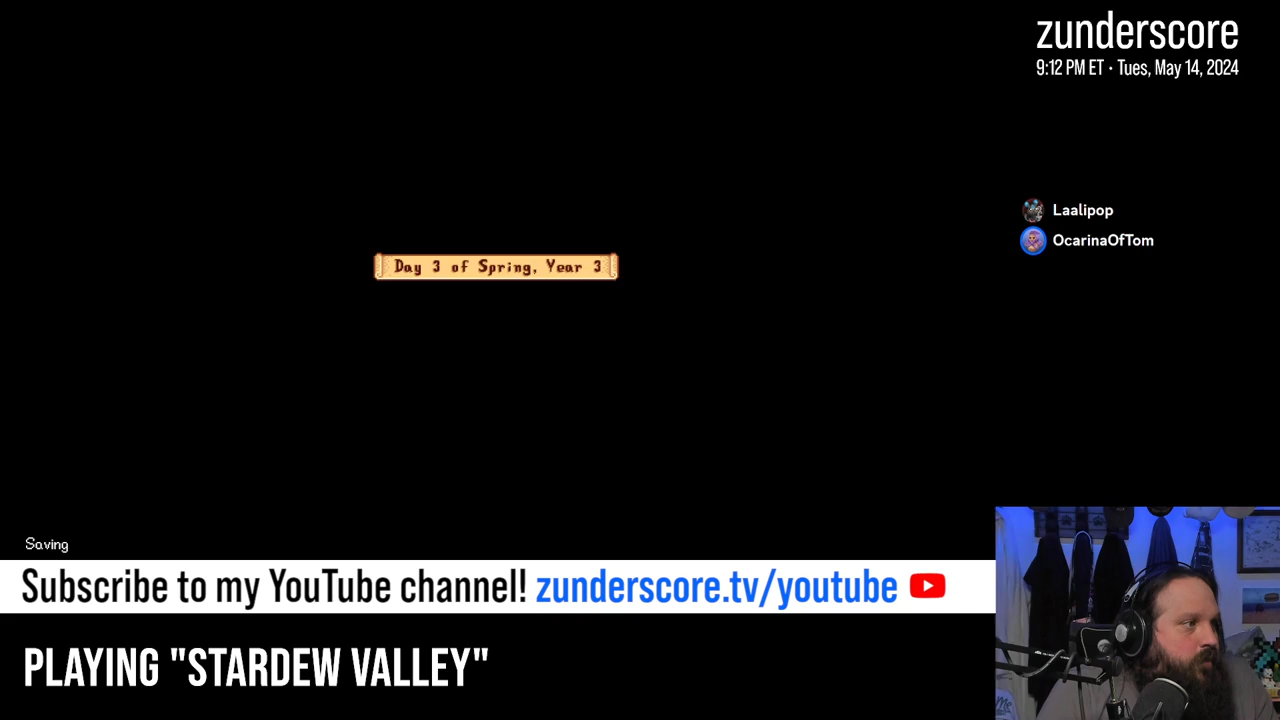 zunderscore
9:12 PM ET · Tues, May 14, 2024
Laalipop
OcarinaOfTom
Day 3 of Spring, Year 3
Saving
Subscribe to my YouTube channel! zunderscore.tv/youtube
PLAYING "STARDEW VALLEY"